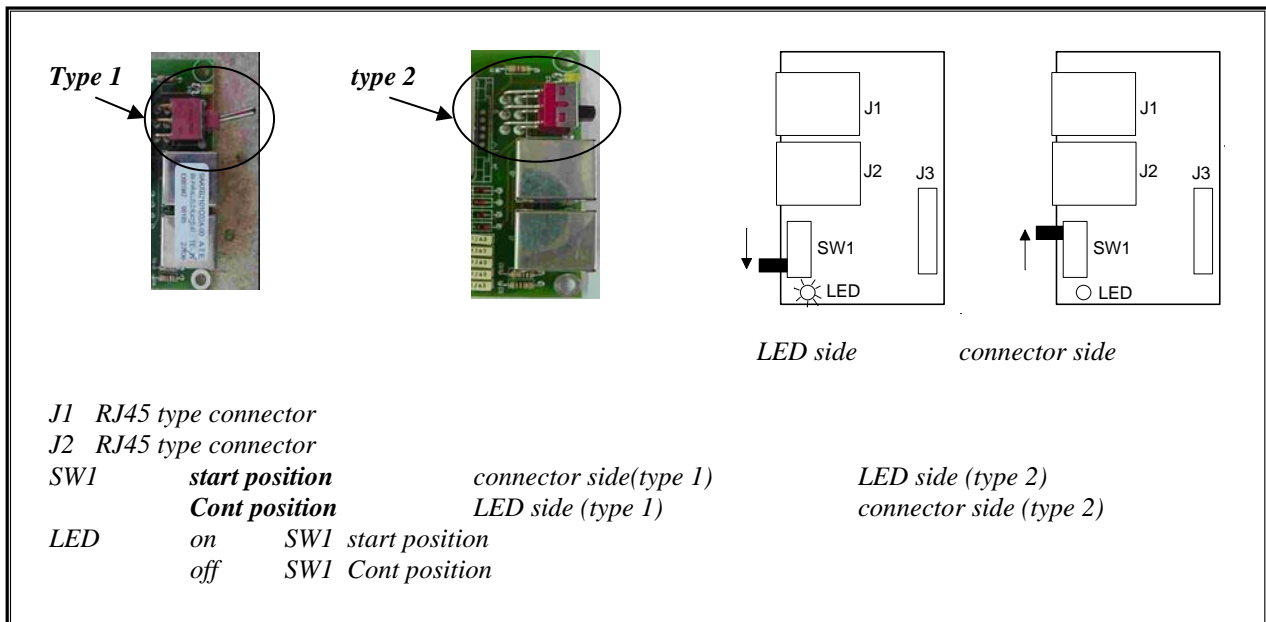 Type 1
type 2
J1
J2
J3
SW1
LED
J1
J2
J3
SW1
LED
LED side connector side
J1 RJ45 type connector
J2 RJ45 type connector
SW1 start position connector side(type 1) LED side (type 2)
Cont position LED side (type 1) connector side (type 2)
LED on SW1 start position
off SW1 Cont position